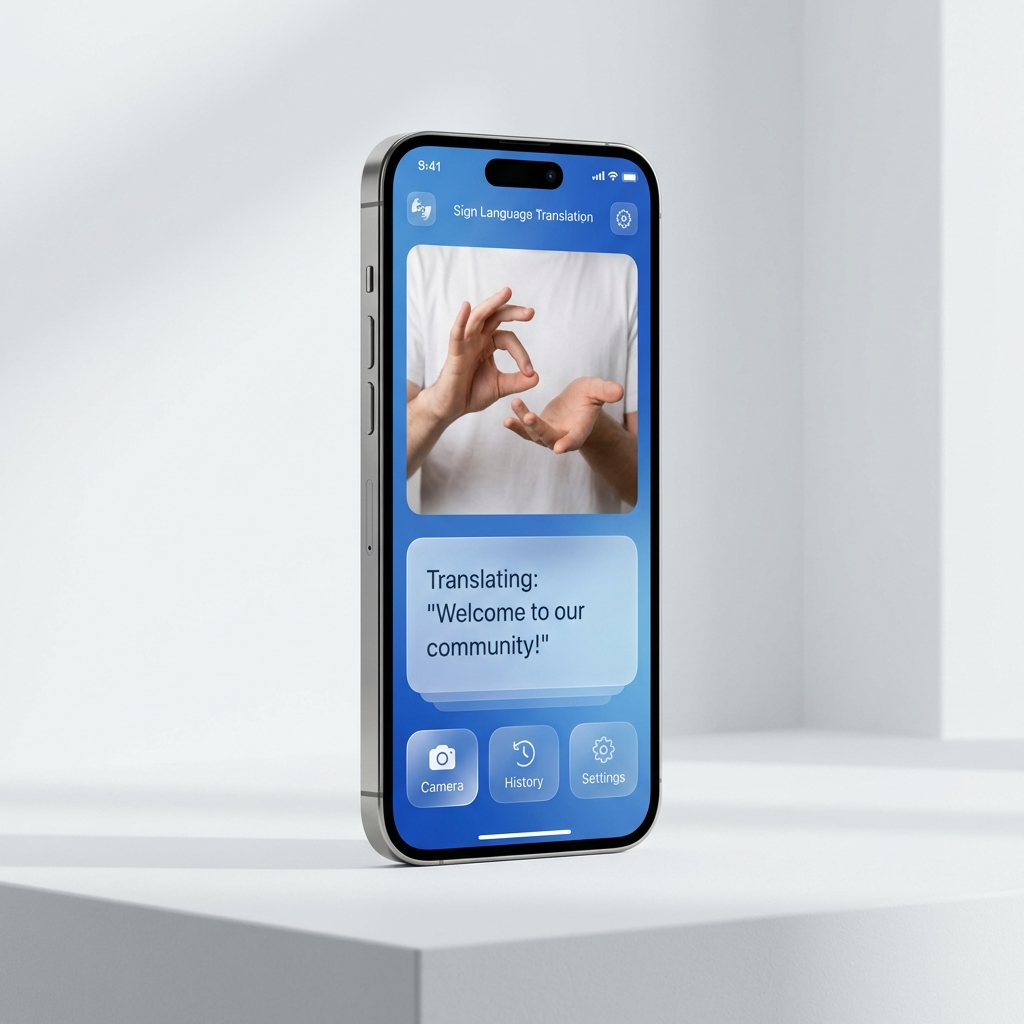 9:41
Sign Language Translation
Translating:
"Welcome to our
community!"
Camera
History
Settings